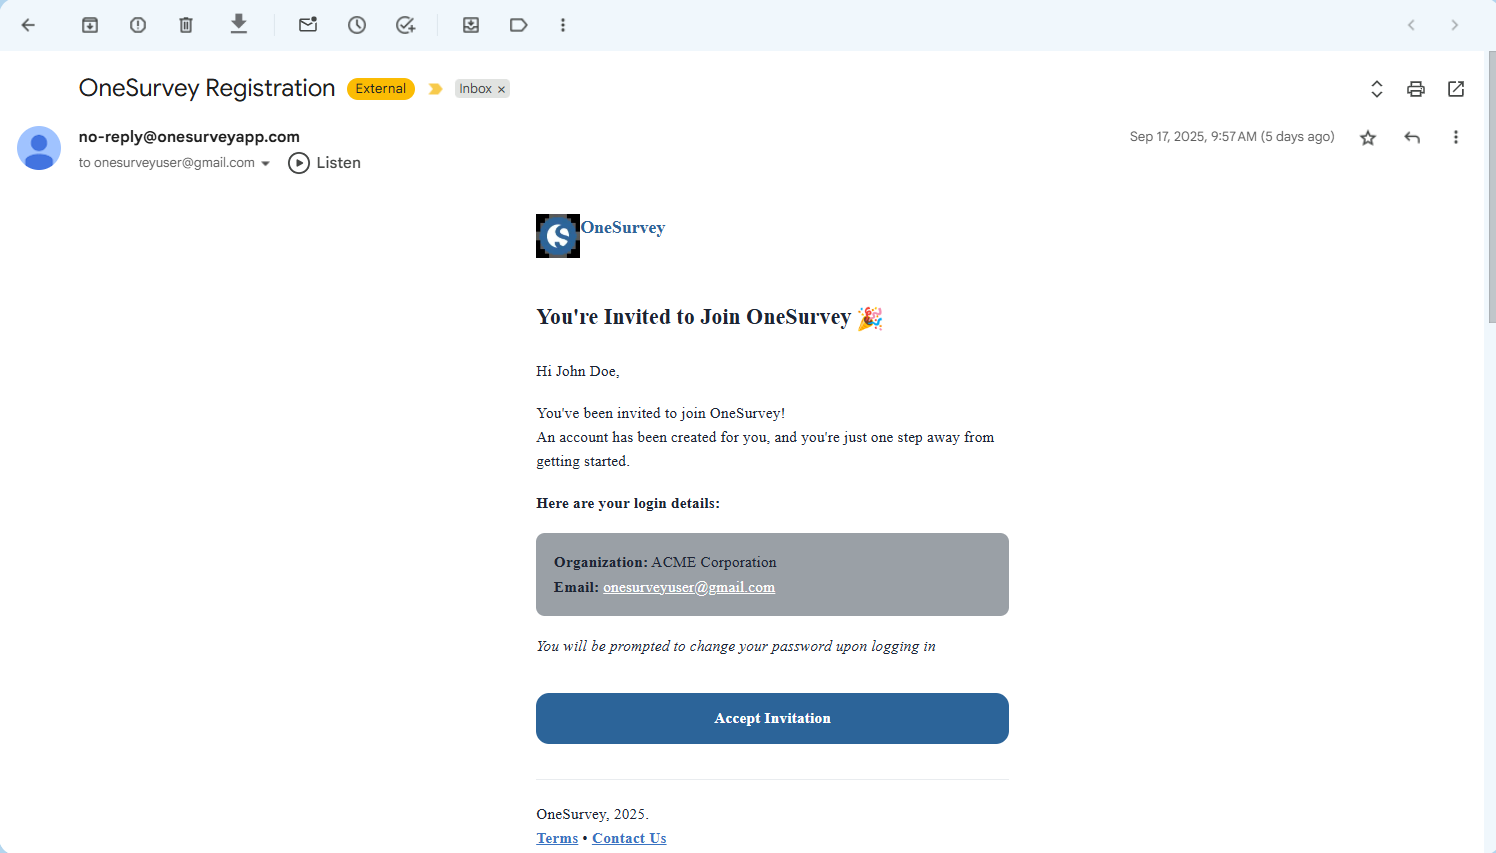 OneSurvey Registration External Inbox ×
no-reply@onesurveyapp.com
Sep 17, 2025, 9:57 AM (5 days ago)
to onesurveyuser@gmail.com
Listen
OneSurvey
You're Invited to Join OneSurvey 🎉
Hi John Doe,
You've been invited to join OneSurvey!
An account has been created for you, and you're just one step away from
getting started.
Here are your login details:
Organization: ACME Corporation
Email: onesurveyuser@gmail.com
You will be prompted to change your password upon logging in
Accept Invitation
OneSurvey, 2025.
Terms • Contact Us